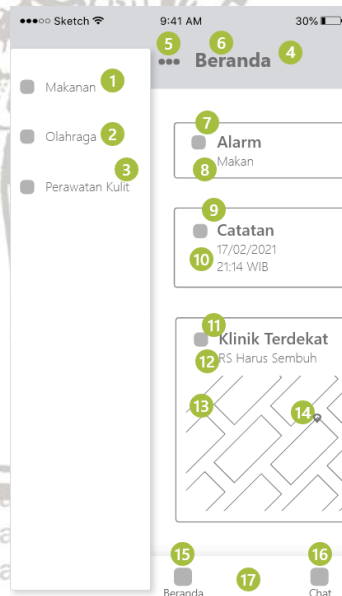 Sketch 9:41 AM 30%
5 6 4
Beranda
1
Makanan
2
Olahraga
3
Perawatan Kulit
7
Alarm
8
Makan
9
Catatan
10
17/02/2021
21:14 WIB
11
Klinik Terdekat
12
RS Harus Sembuh
13 14
15 16
17
Beranda Chat